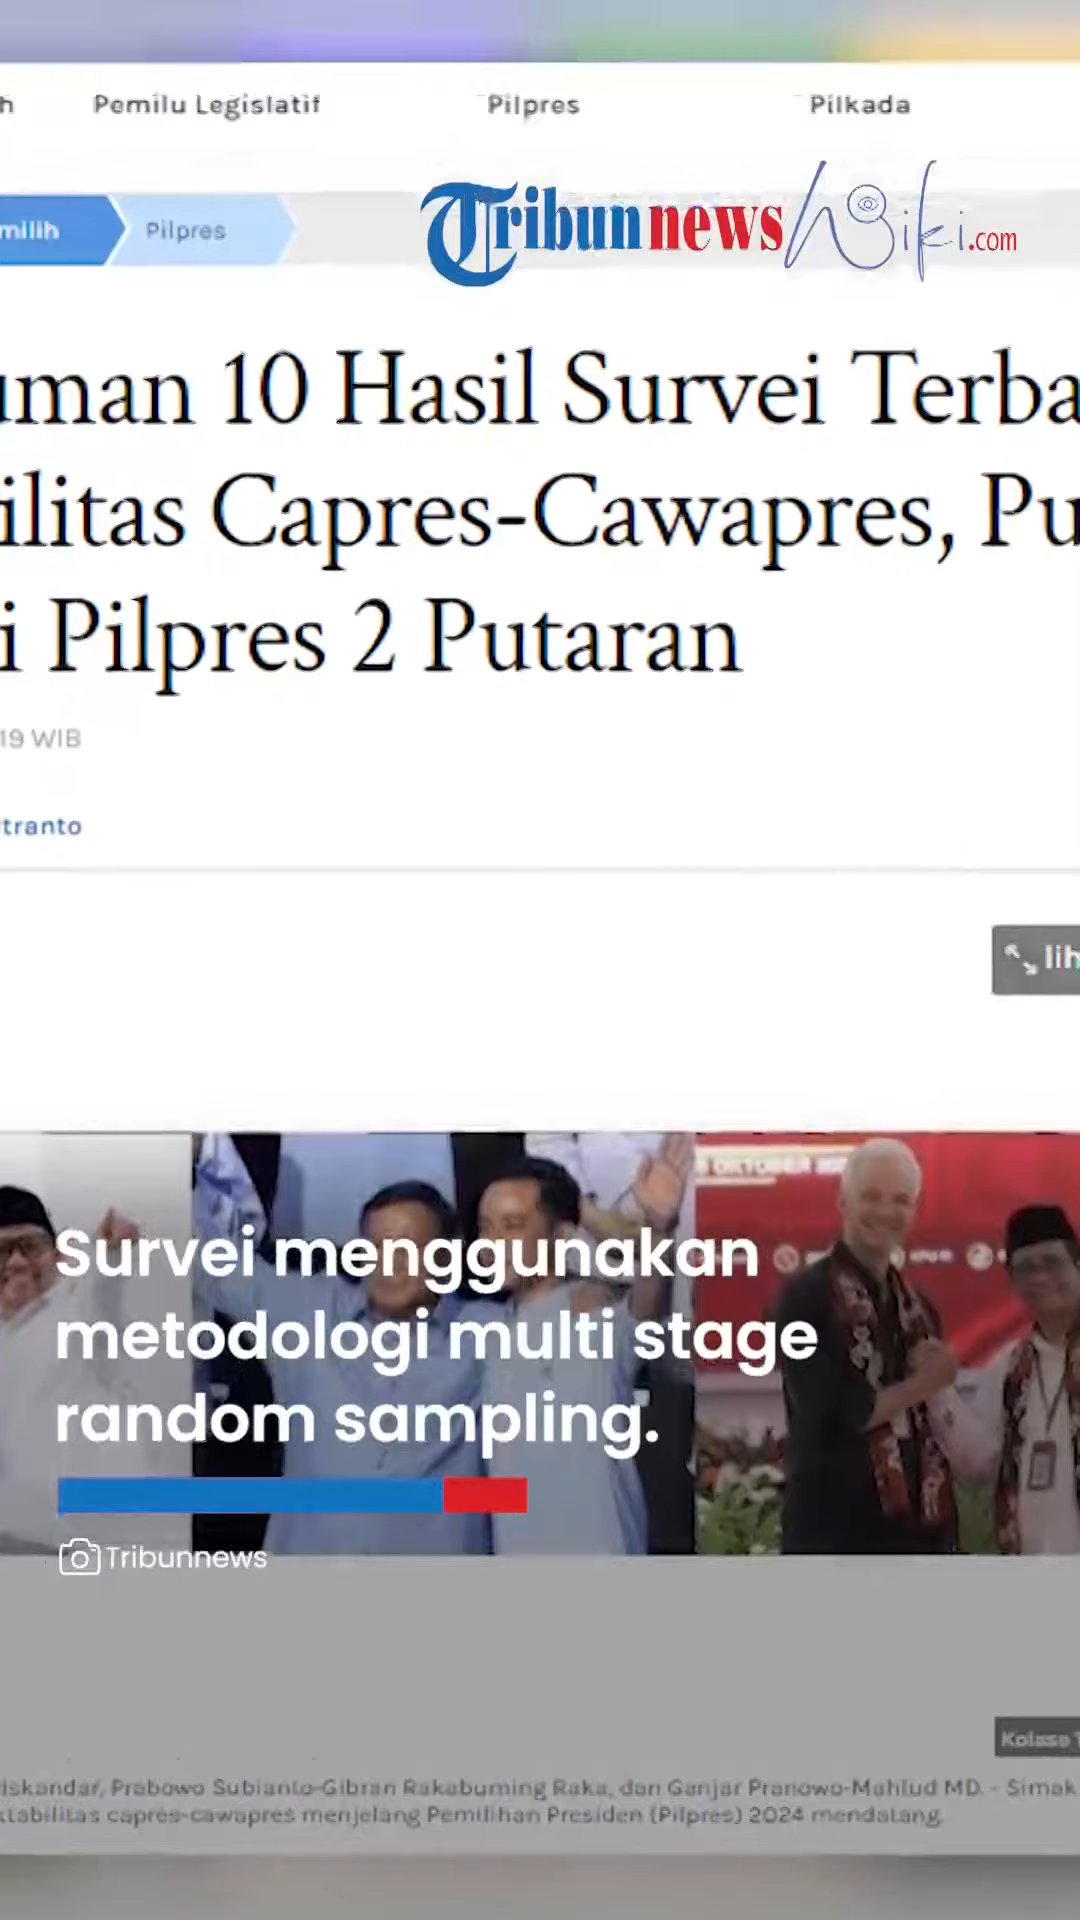 Pemilu Legislatif Pilpres Pilkada
milih Pilpres
Tribunnews Wiki.com
uman 10 Hasil Survei Terba
ilitas Capres-Cawapres, Pu
i Pilpres 2 Putaran
19 WIB
tranto
lih
Survei menggunakan
metodologi multi stage
random sampling.
Tribunnews
Kolase T
Iskandar, Prabowo Subianto-Gibran Rakabuming Raka, dan Ganjar Pranowo-Mahfud MD. - Simak
ktabilitas capres-cawapres menjelang Pemilihan Presiden (Pilpres) 2024 mendatang.